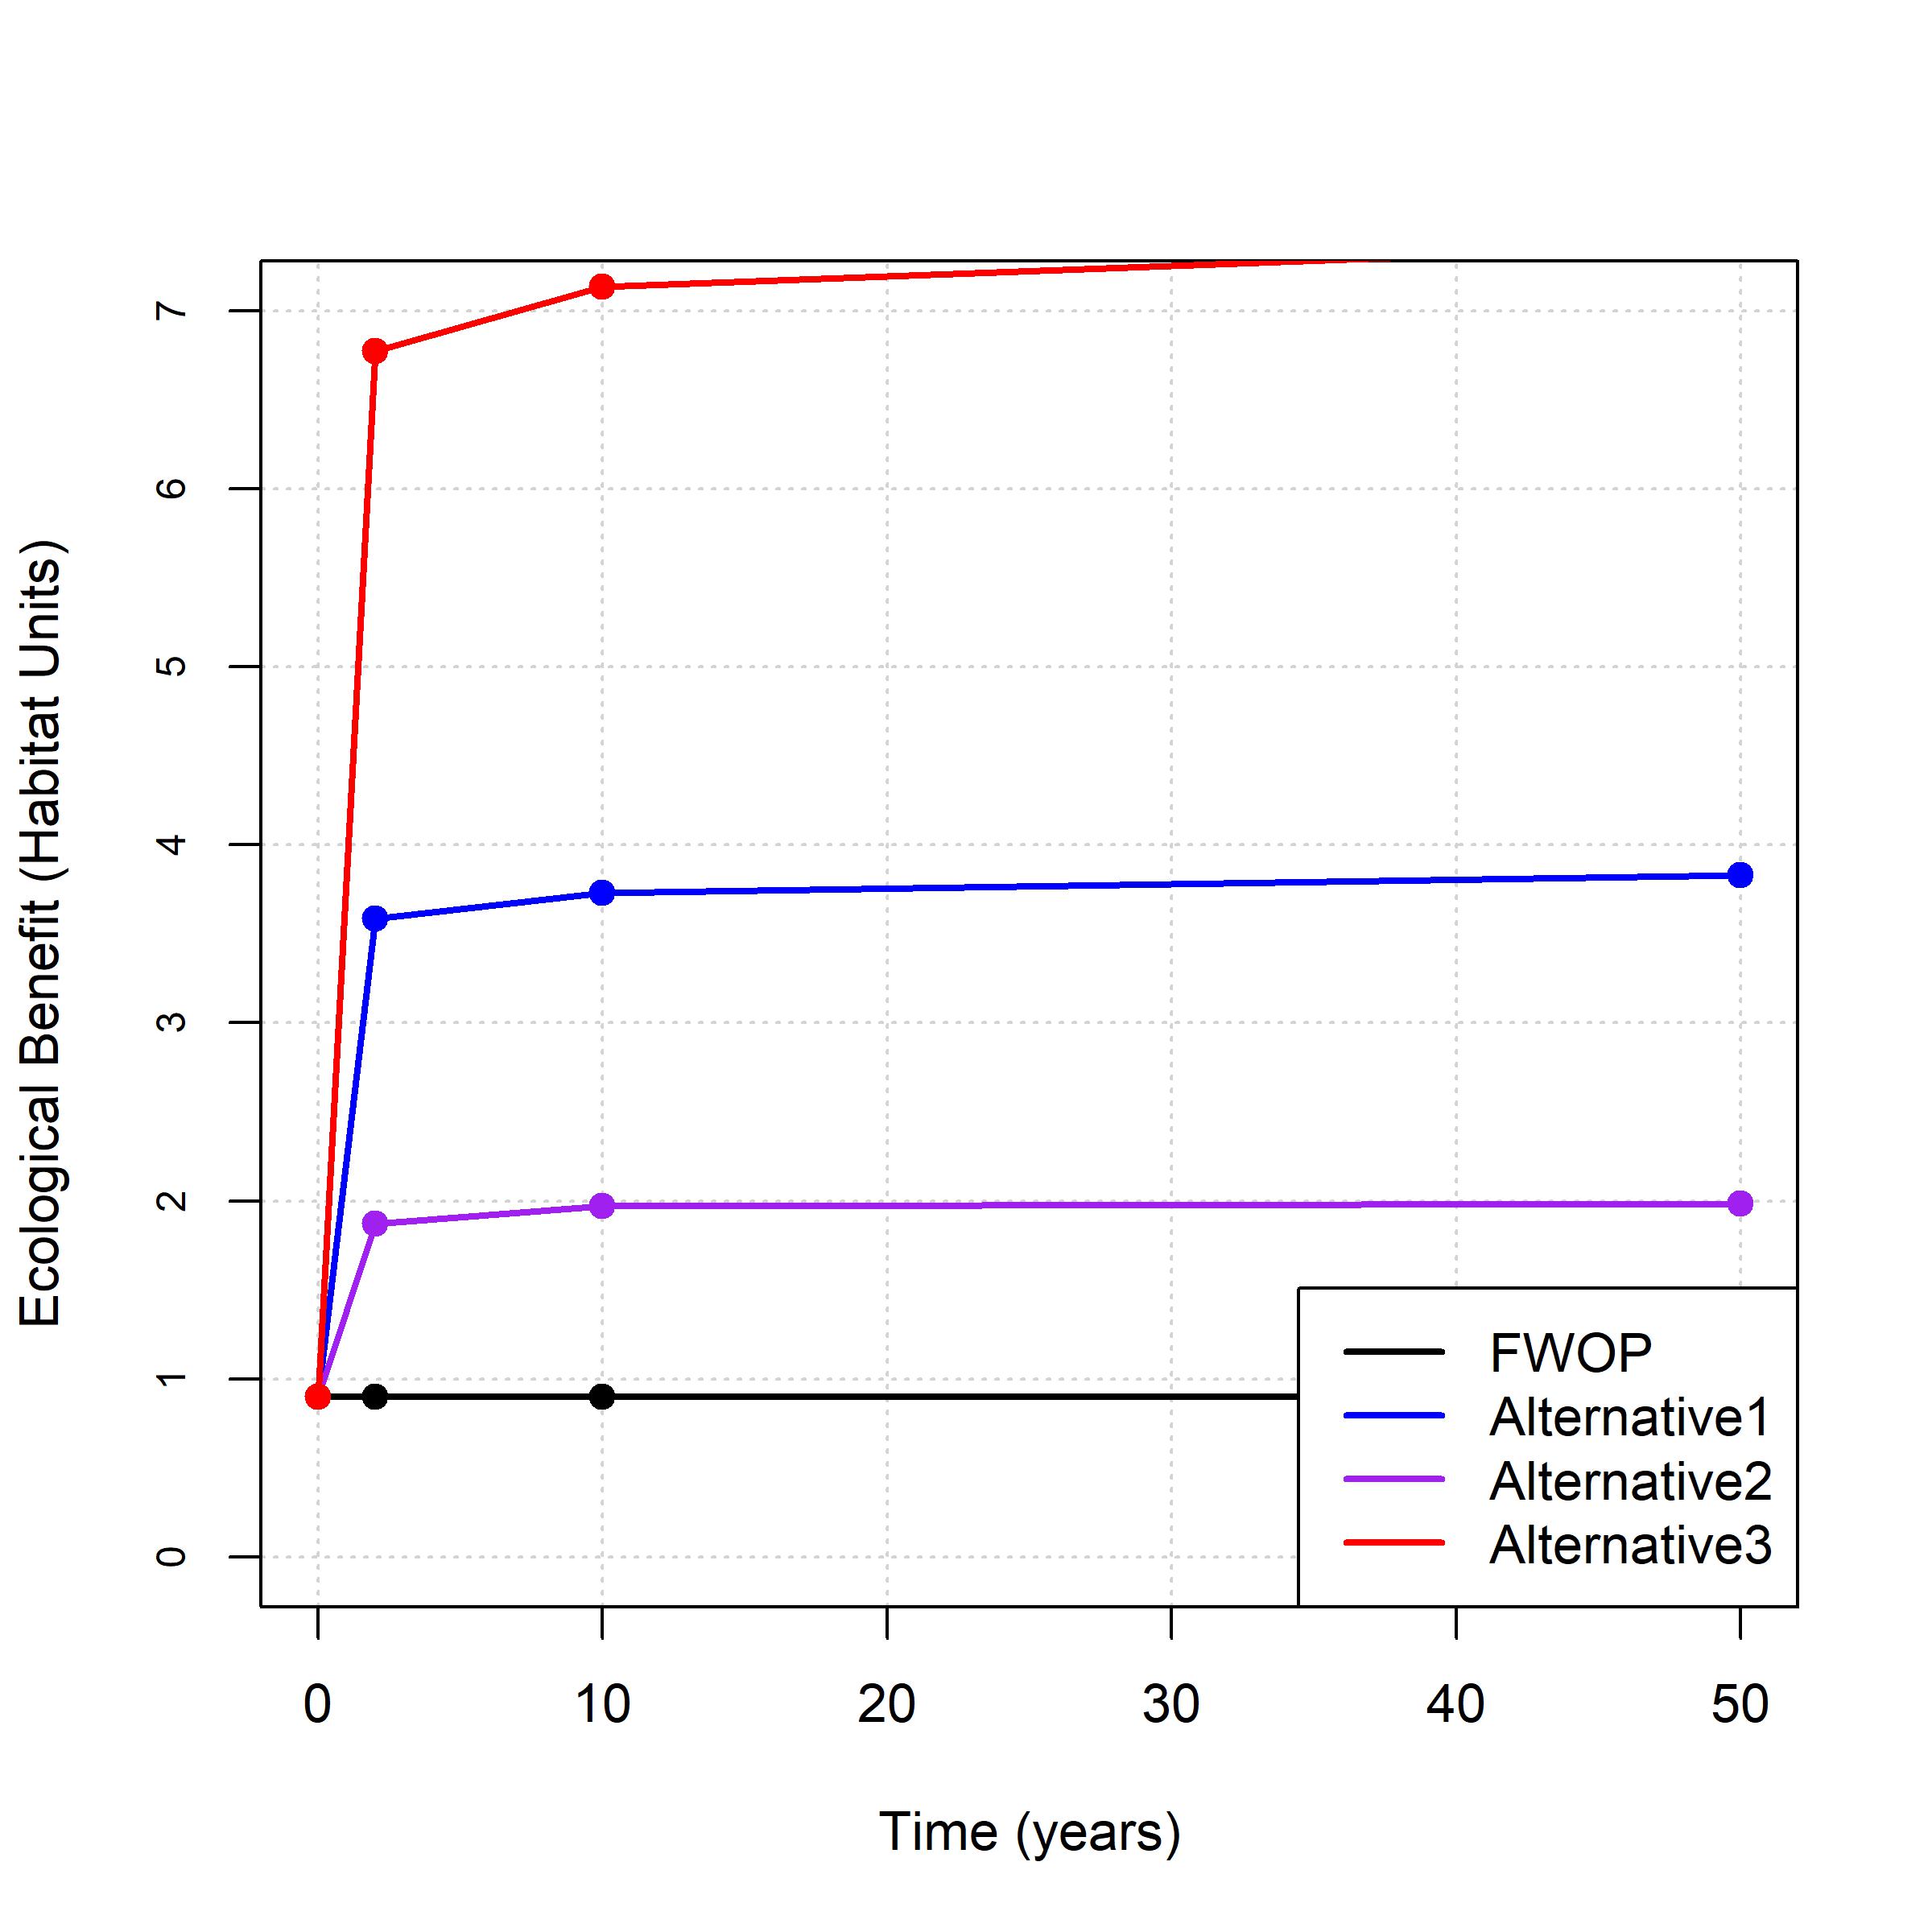 Ecological Benefit (Habitat Units)
7
6
5
4
3
2
1
0
FWOP
Alternative1
Alternative2
Alternative3
0 10 20 30 40 50
Time (years)